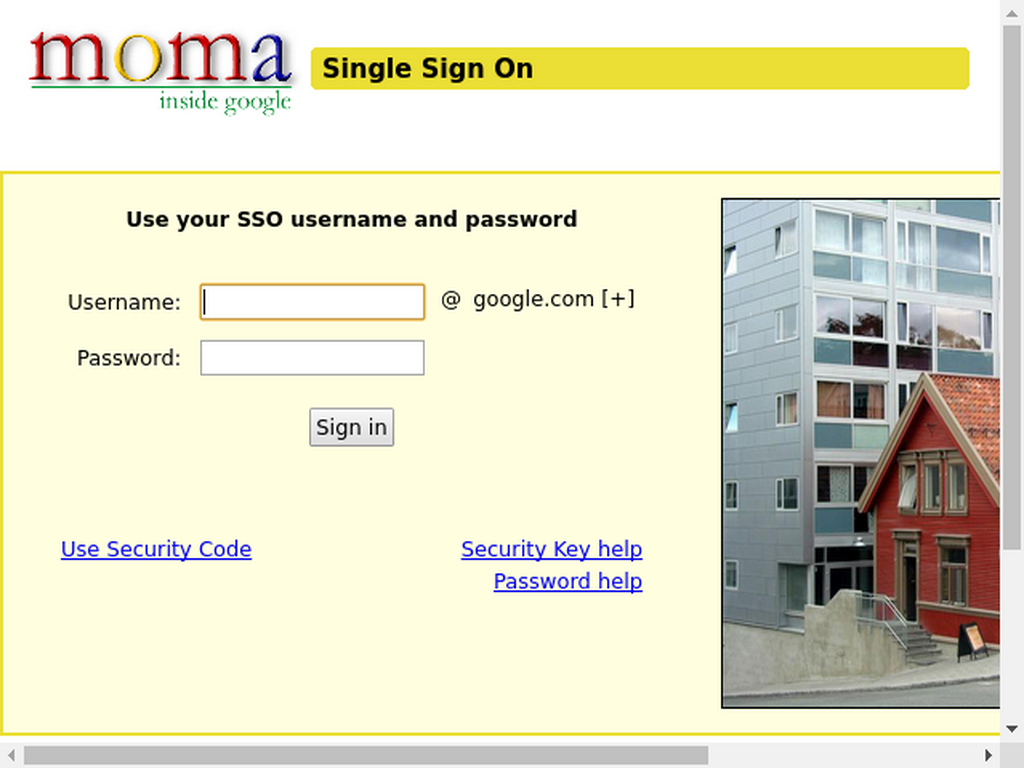 moma
inside google
Single Sign On
Use your SSO username and password
Username: @ google.com [+]
Password:
Sign in
Use Security Code Security Key help
Password help